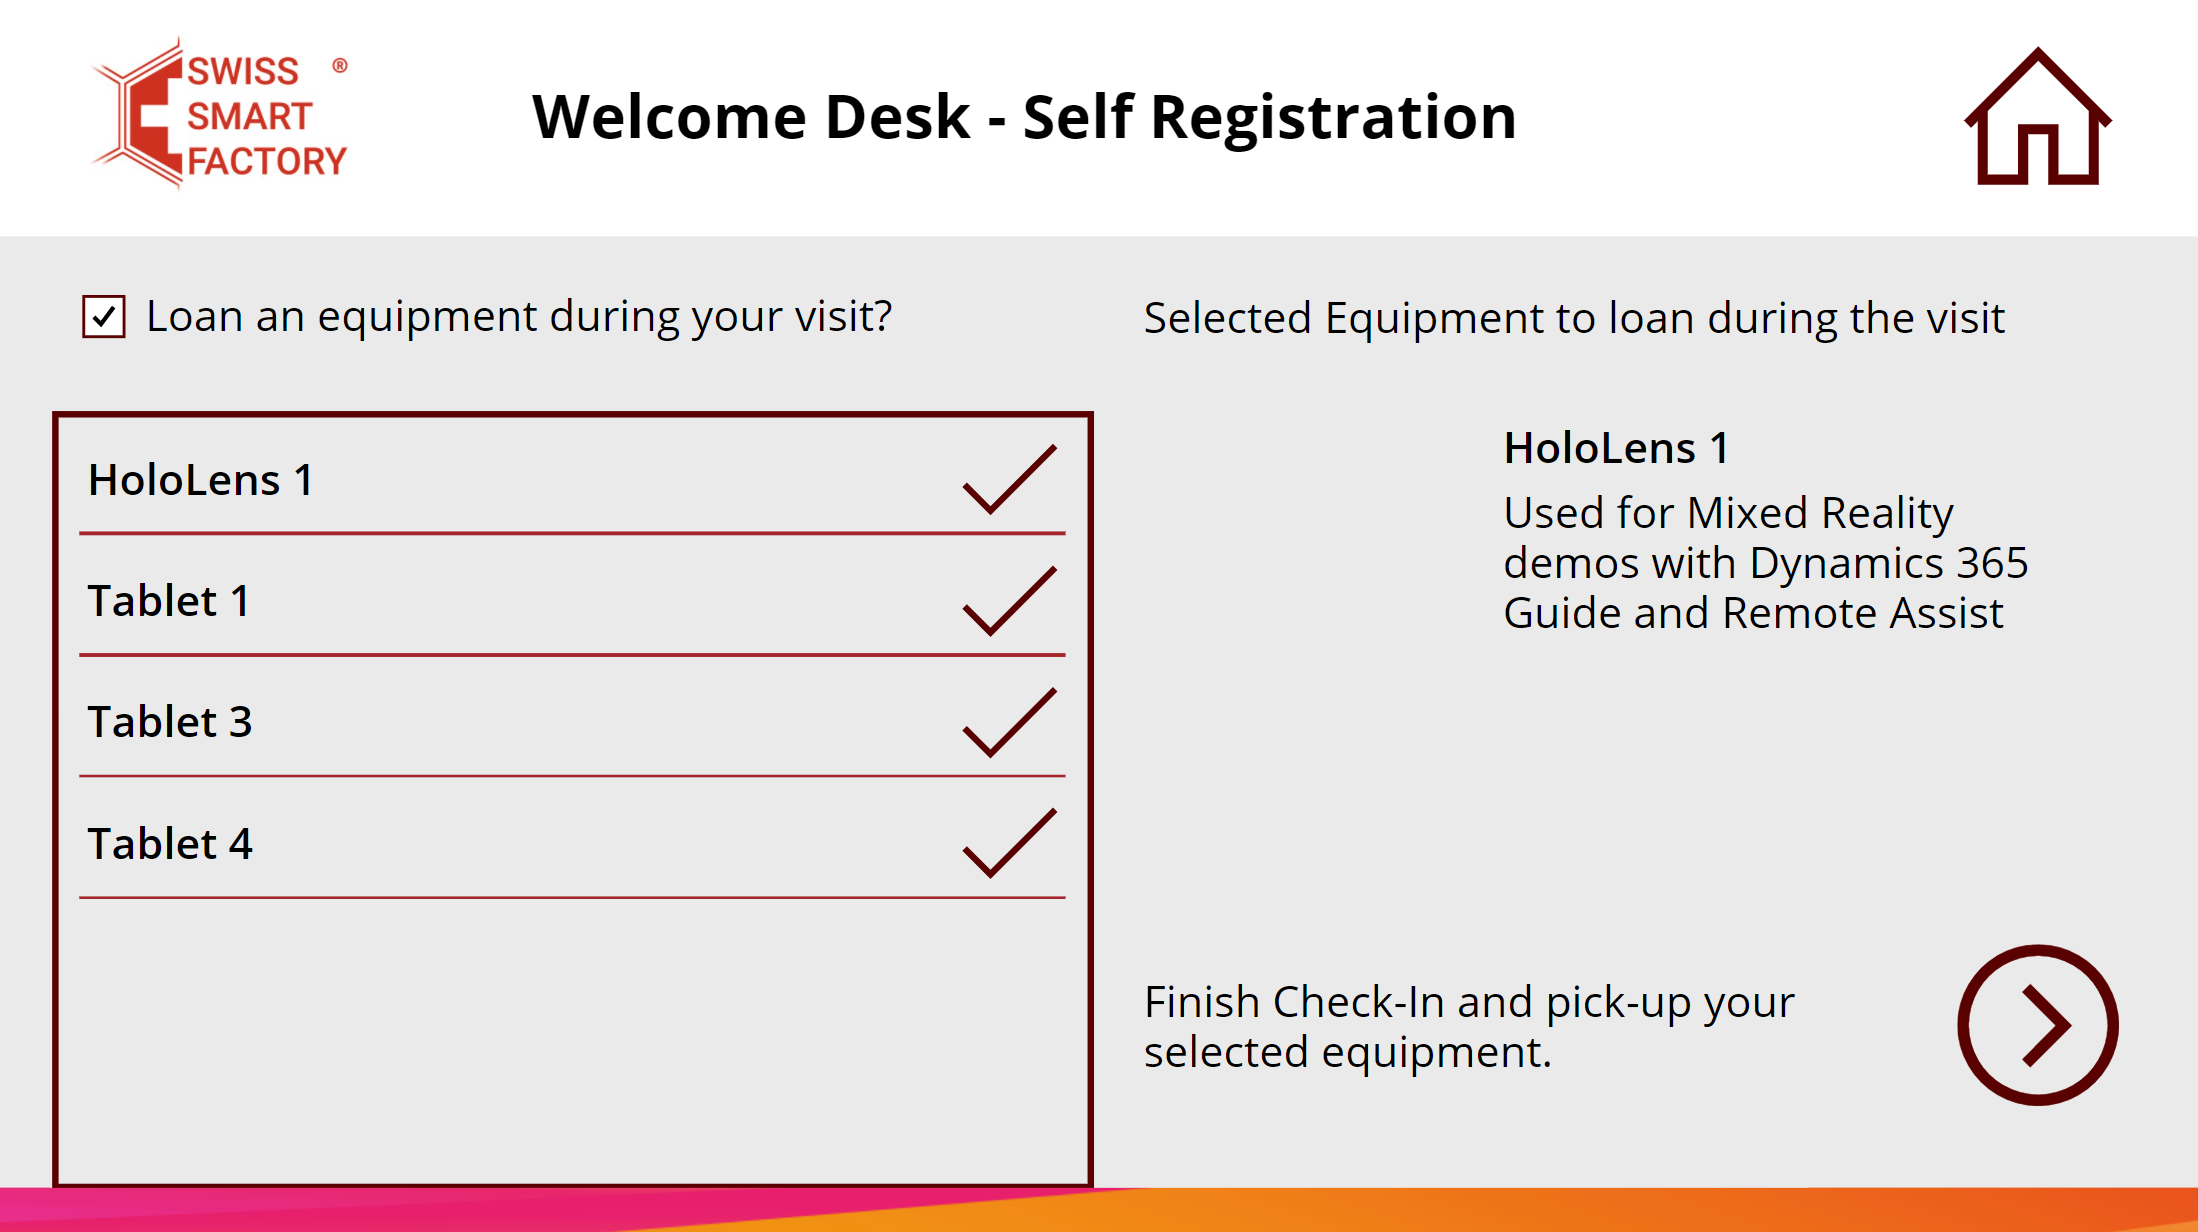 SWISS ®
SMART
FACTORY
Welcome Desk - Self Registration
Loan an equipment during your visit?
Selected Equipment to loan during the visit
HoloLens 1
Tablet 1
Tablet 3
Tablet 4
HoloLens 1
Used for Mixed Reality
demos with Dynamics 365
Guide and Remote Assist
Finish Check-In and pick-up your
selected equipment.